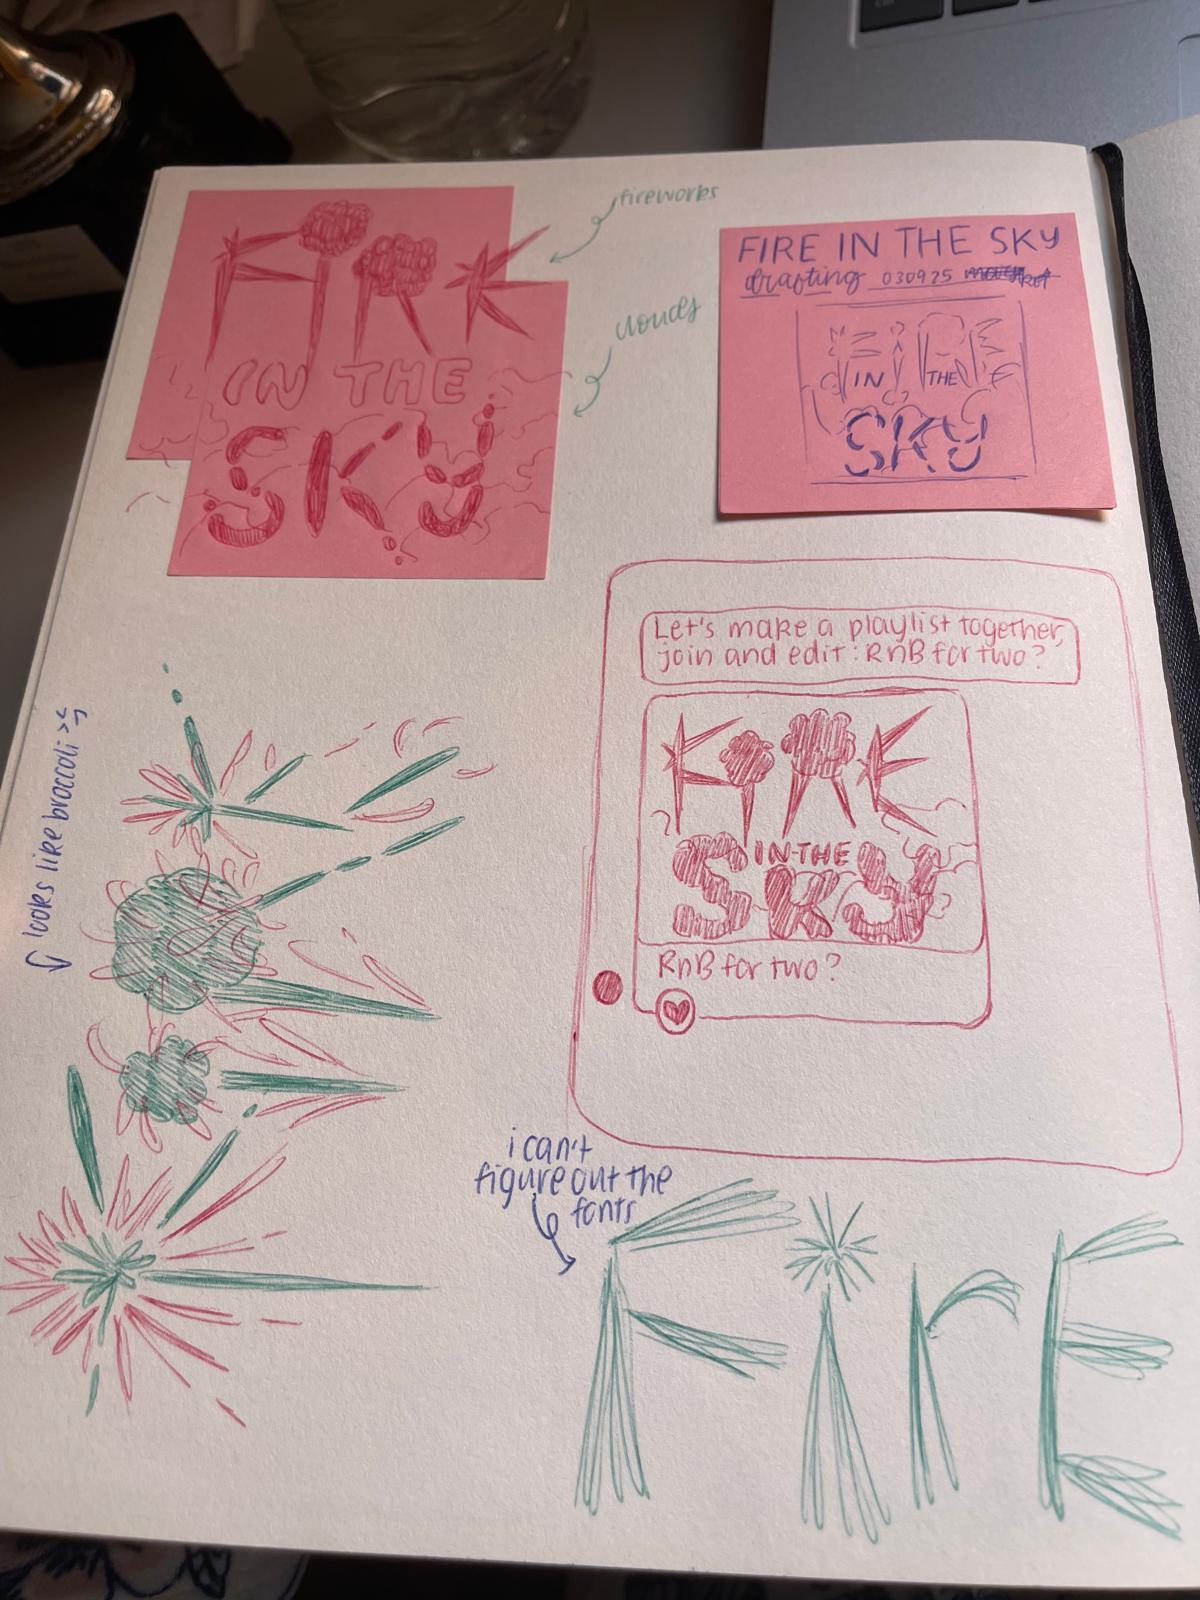 fireworks
clouds
FIRE
IN THE
SKY
FIRE IN THE SKY
drafting 030925
FIRE
IN THE
SKY
Let's make a playlist together,
join and edit: RnB for two?
FiRE
IN THE
SKY
RnB for two?
looks like broccoli ><
i can't
figure out the
fonts
FirE